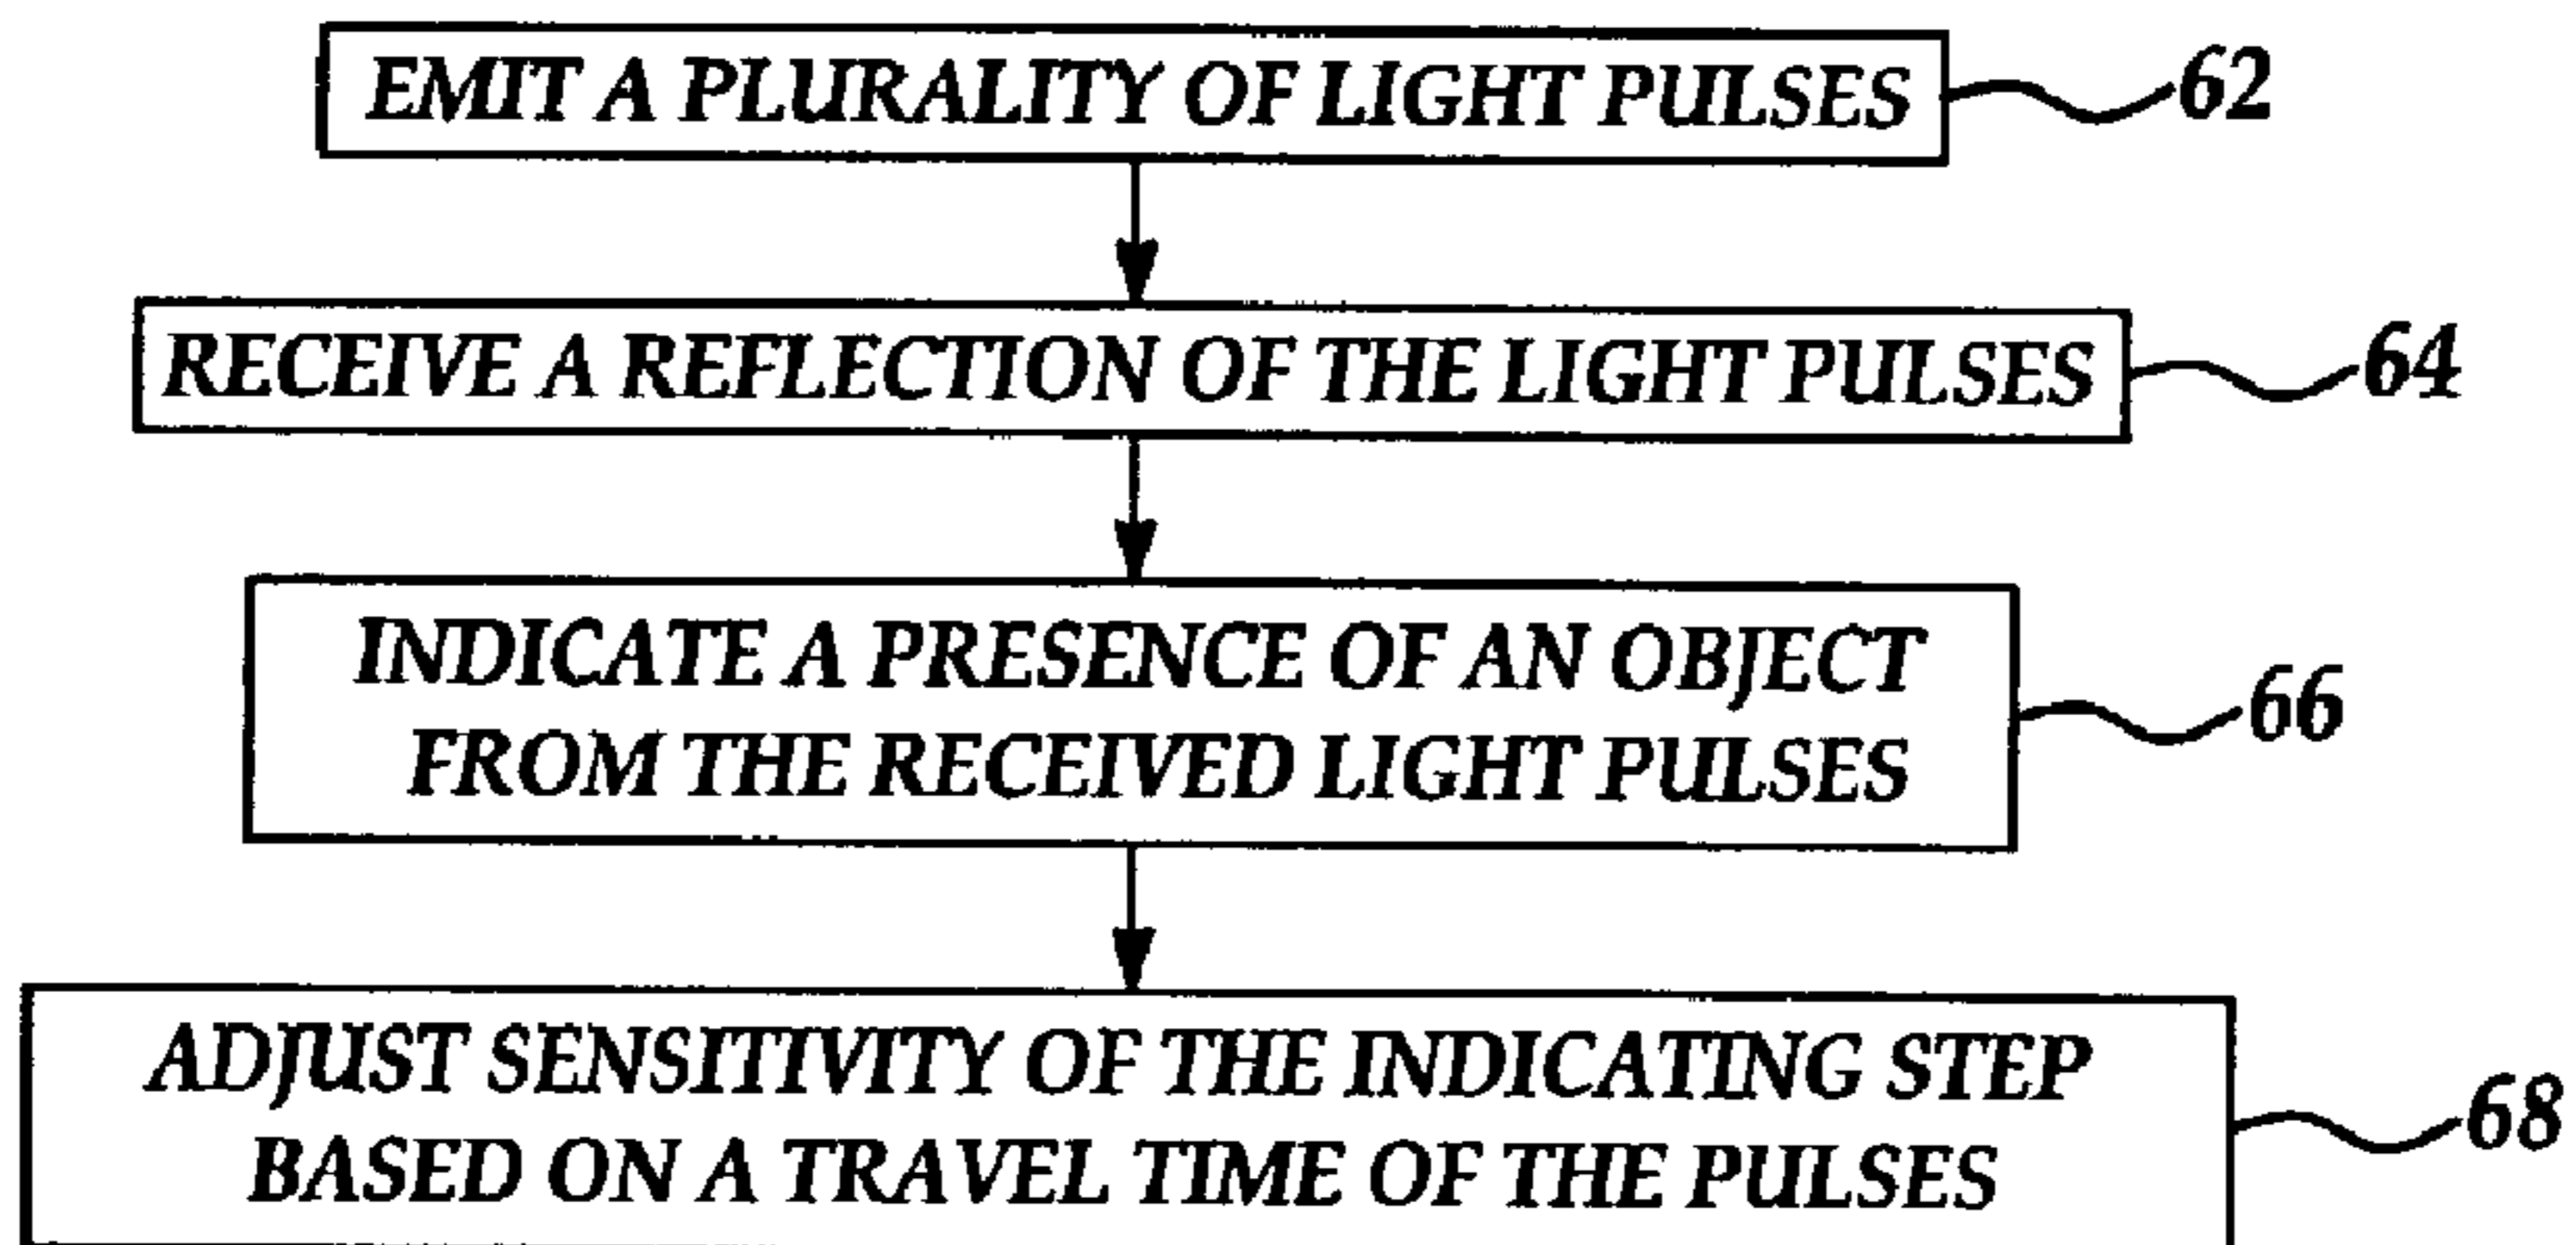 EMIT A PLURALITY OF LIGHT PULSES 62
RECEIVE A REFLECTION OF THE LIGHT PULSES 64
INDICATE A PRESENCE OF AN OBJECT
FROM THE RECEIVED LIGHT PULSES
66
ADJUST SENSITIVITY OF THE INDICATING STEP
BASED ON A TRAVEL TIME OF THE PULSES
68